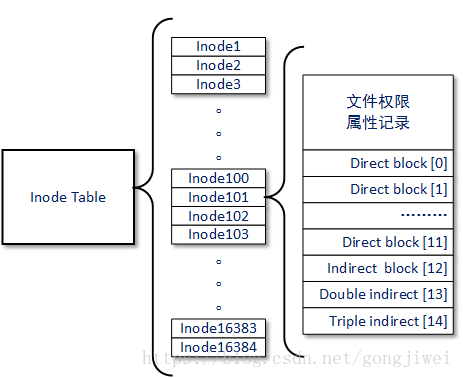 Inode Table
Inode1
Inode2
Inode3
Inode100
Inode101
Inode102
Inode103
Inode16383
Inode16384
文件权限
属性记录
Direct block [0]
Direct block [1]
………
Direct block [11]
Indirect block [12]
Double indirect [13]
Triple indirect [14]
https://blog.csdn.net/gongjiwei